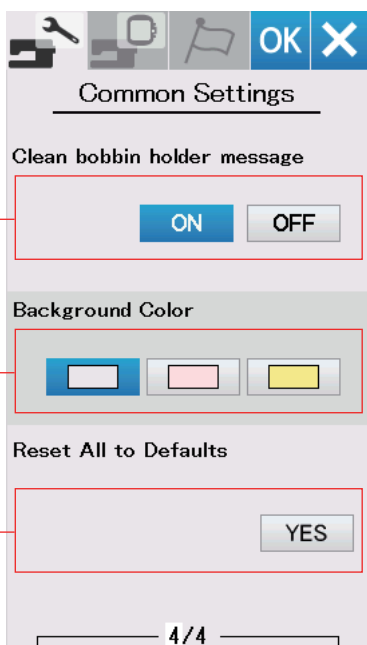 OK
Common Settings
Clean bobbin holder message
ON OFF
Background Color
Reset All to Defaults
YES
4/4